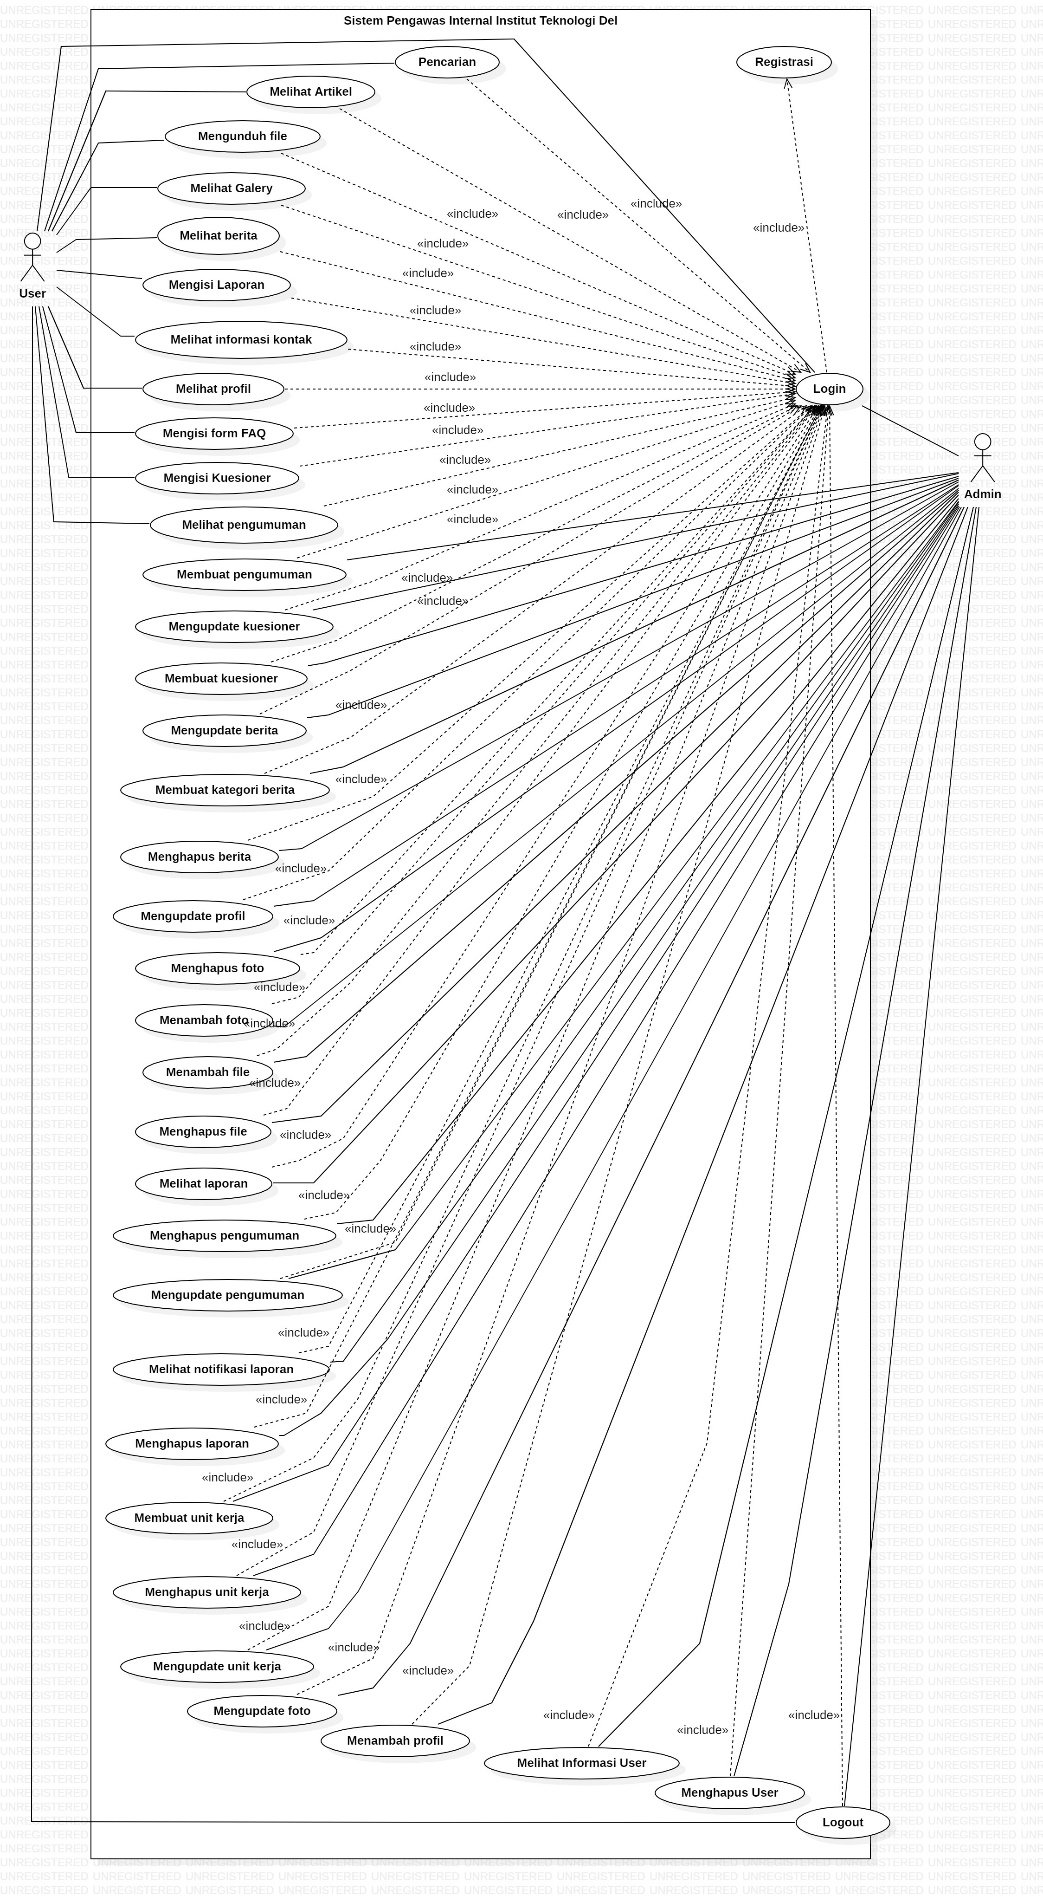 Sistem Pengawas Internal Institut Teknologi Del
Pencarian
Registrasi
Melihat Artikel
Mengunduh file
Melihat Galery
«include»
«include»
«include»
«include»
Melihat berita
«include»
User
«include»
Mengisi Laporan
«include»
Melihat informasi kontak
«include»
«include»
Melihat profil
Login
«include»
Mengisi form FAQ
«include»
«include»
Mengisi Kuesioner
«include»
Admin
«include»
Melihat pengumuman
Membuat pengumuman
«include»
«include»
Mengupdate kuesioner
Membuat kuesioner
«include»
Mengupdate berita
«include»
Membuat kategori berita
Menghapus berita
«include»
Mengupdate profil
«include»
Menghapus foto
«include»
Menambah foto
«include»
Menambah file
«include»
Menghapus file
«include»
Melihat laporan
«include»
«include»
Menghapus pengumuman
Mengupdate pengumuman
«include»
Melihat notifikasi laporan
«include»
Menghapus laporan
«include»
Membuat unit kerja
«include»
Menghapus unit kerja
«include»
«include»
Mengupdate unit kerja
«include»
Mengupdate foto
«include»
«include»
Menambah profil
Melihat Informasi User
Menghapus User
Logout
UNREGISTERED